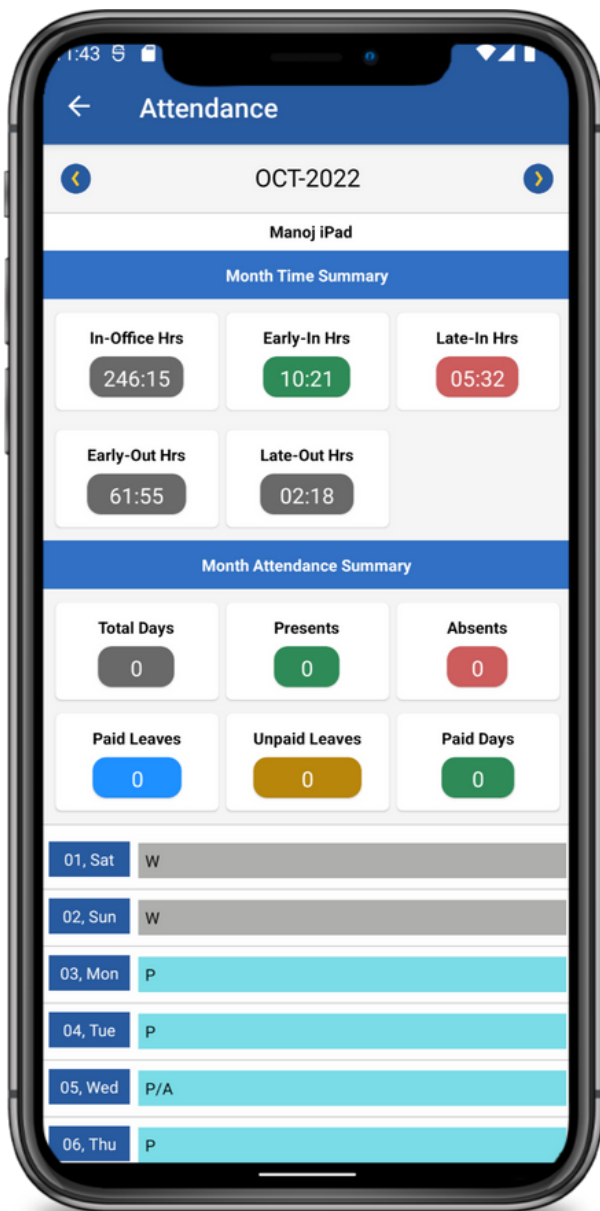 1:43
Attendance
OCT-2022
Manoj iPad
Month Time Summary
In-Office Hrs Early-In Hrs Late-In Hrs
246:15 10:21 05:32
Early-Out Hrs Late-Out Hrs
61:55 02:18
Month Attendance Summary
Total Days Presents Absents
0 0 0
Paid Leaves Unpaid Leaves Paid Days
0 0 0
01, Sat W
02, Sun W
03, Mon P
04, Tue P
05, Wed P/A
06, Thu P